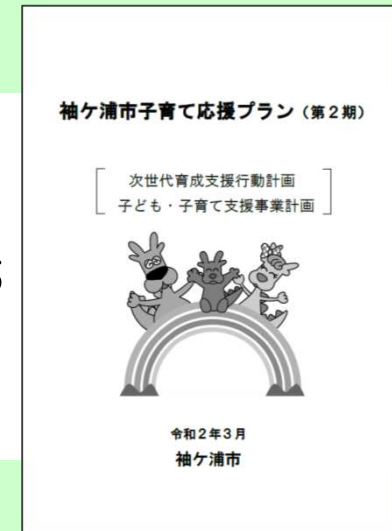 袖ケ浦市子育て応援プラン（第２期）
次世代育成支援行動計画
子ども・子育て支援事業計画
令和２年３月
袖ケ浦市